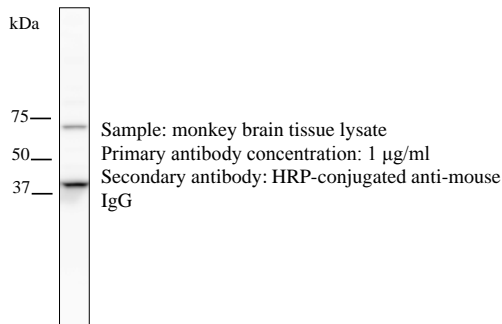 kDa
75
Sample: monkey brain tissue lysate
Primary antibody concentration: 1 μg/ml
50
Secondary antibody: HRP-conjugated anti-mouse
37
IgG